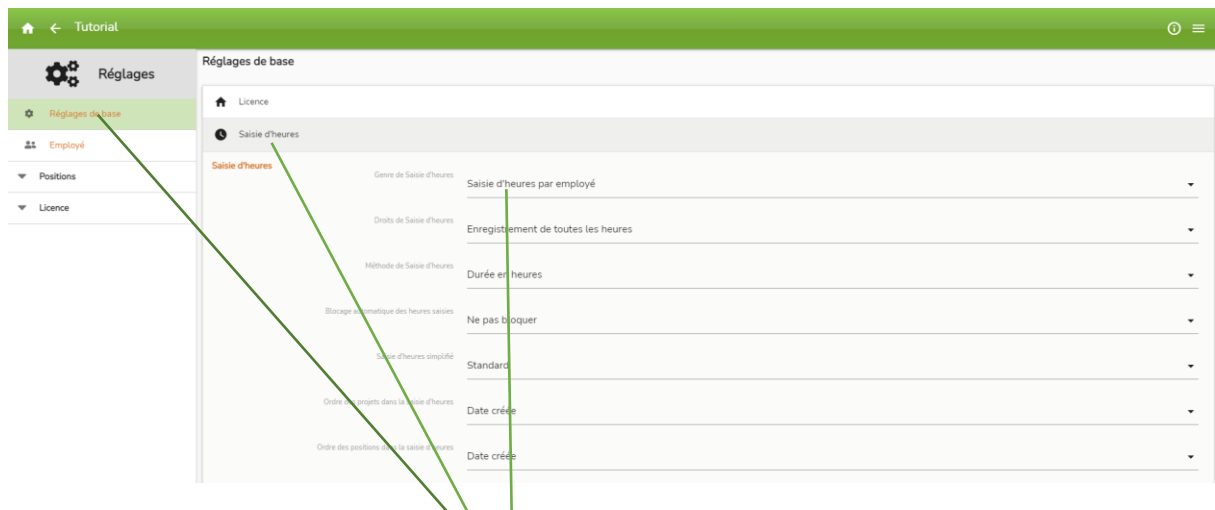 Tutorial
Réglages
Réglages de base
Employé
Positions
Licence
Réglages de base
Licence
Saisie d'heures
Saisie d'heures
Genre de Saisie d'heures
Saisie d'heures par employé
Droits de Saisie d'heures
Enregistrement de toutes les heures
Méthode de Saisie d'heures
Durée en heures
Blocage automatique des heures saisies
Ne pas bloquer
Saisie d'heures simplifié
Standard
Ordre des projets dans la saisie d'heures
Date créée
Ordre des positions dans la saisie d'heures
Date créée